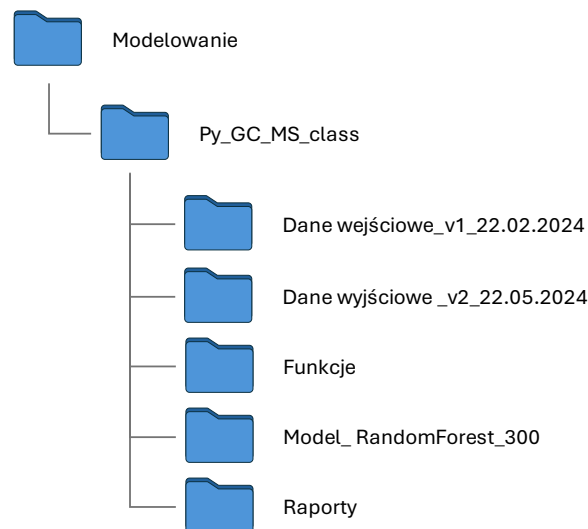 Modelowanie
Py_GC_MS_class
Dane wejściowe_v1_22.02.2024
Dane wyjściowe _v2_22.05.2024
Funkcje
Model_ RandomForest_300
Raporty